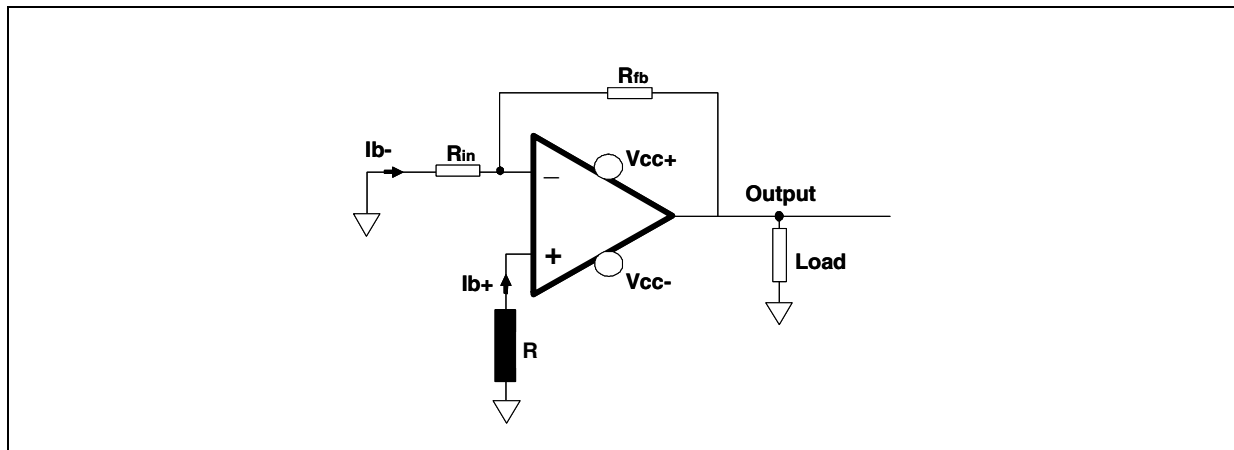 Rfb
Ib-
Rin
Vcc+
−
Output
+
Load
Vcc-
Ib+
R